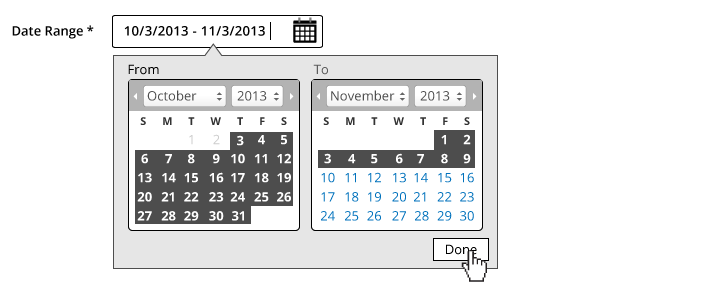 Date Range * 10/3/2013 - 11/3/2013
From To
October 2013 November 2013
S M T W T F S S M T W T F S
1 2 3 4 5 1 2
6 7 8 9 10 11 12 3 4 5 6 7 8 9
13 14 15 16 17 18 19 10 11 12 13 14 15 16
20 21 22 23 24 25 26 17 18 19 20 21 22 23
27 28 29 30 31 24 25 26 27 28 29 30
Done